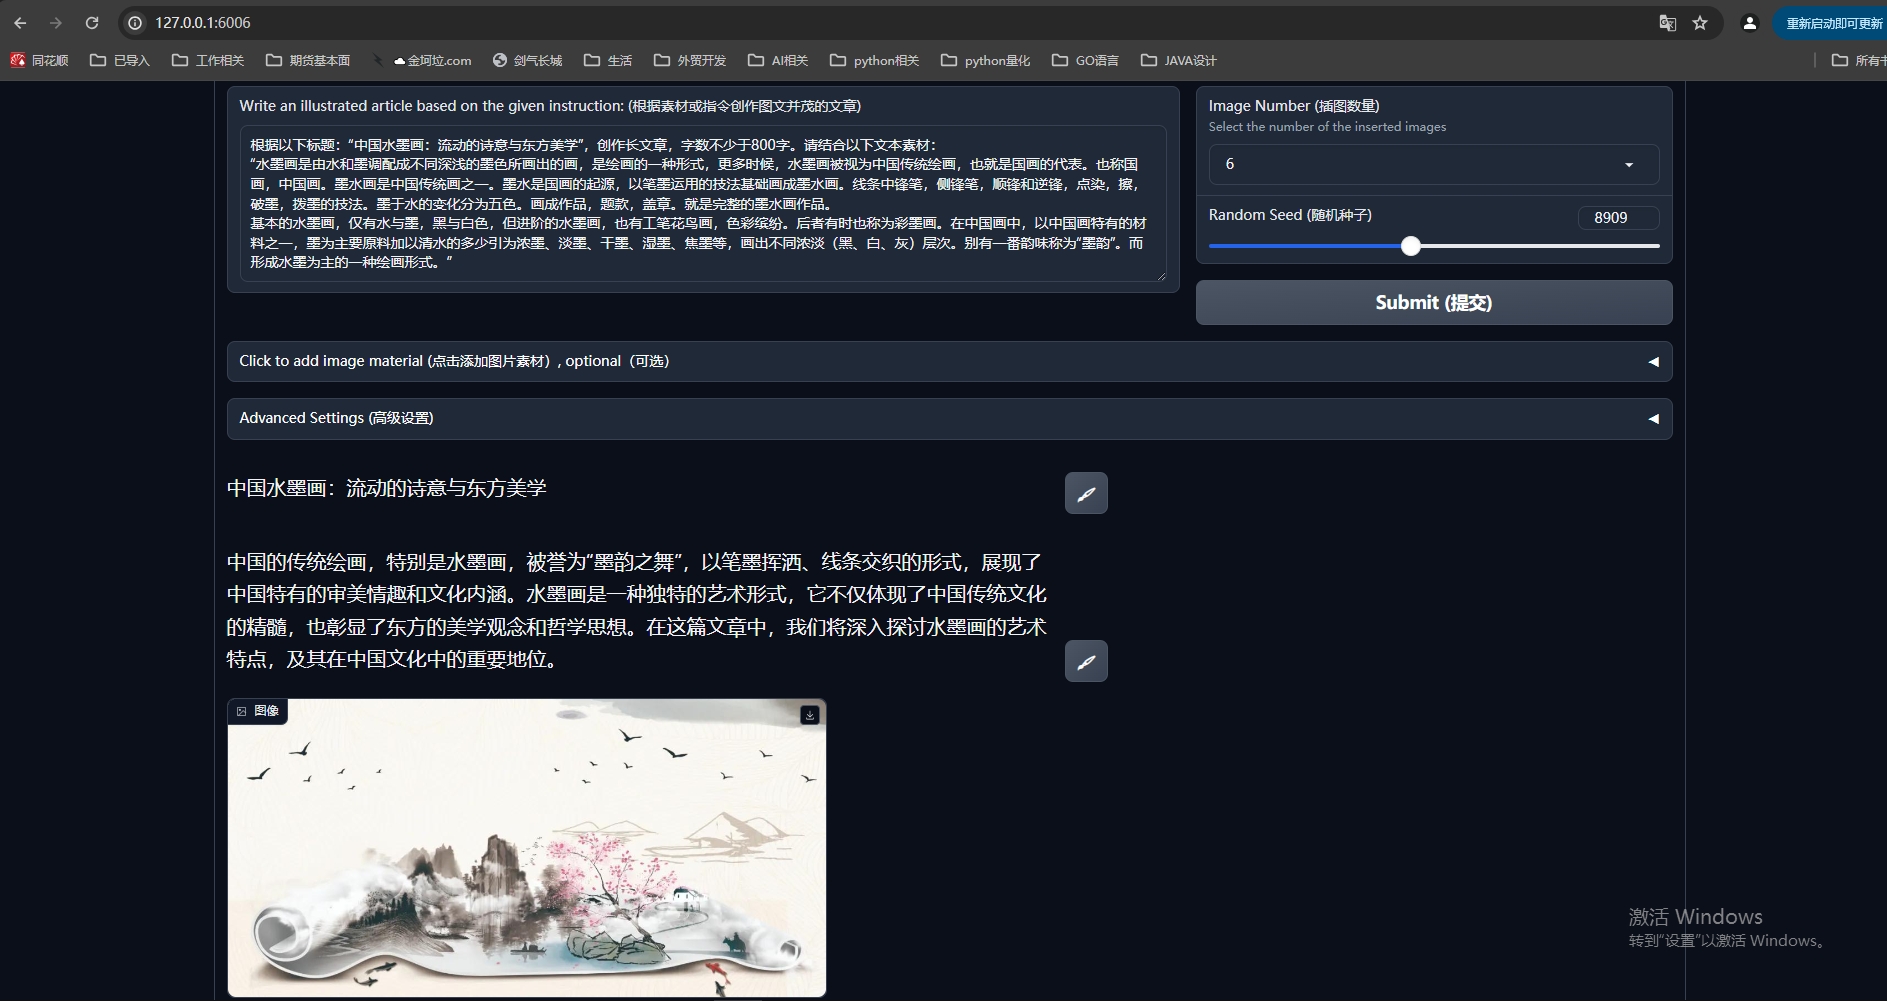 127.0.0.1:6006
重新启动即可更新
同花顺
已导入
工作相关
期货基本面
金坷垃.com
剑气长城
生活
外贸开发
AI相关
python相关
python量化
GO语言
JAVA设计
所有
Write an illustrated article based on the given instruction: (根据素材或指令创作图文并茂的文章)
根据以下标题：“中国水墨画：流动的诗意与东方美学”，创作长文章，字数不少于800字。请结合以下文本素材：
“水墨画是由水和墨调配成不同深浅的墨色所画出的画，是绘画的一种形式，更多时候，水墨画被视为中国传统绘画，也就是国画的代表。也称国
画，中国画。墨水画是中国传统画之一。墨水是国画的起源，以笔墨运用的技法基础画成墨水画。线条中锋笔，侧锋笔，顺锋和逆锋，点染，擦，
破墨，拨墨的技法。墨于水的变化分为五色。画成作品，题款，盖章。就是完整的墨水画作品。
基本的水墨画，仅有水与墨，黑与白色，但进阶的水墨画，也有工笔花鸟画，色彩缤纷。后者有时也称为彩墨画。在中国画中，以中国画特有的材
料之一，墨为主要原料加以清水的多少引为浓墨、淡墨、干墨、湿墨、焦墨等，画出不同浓淡（黑、白、灰）层次。别有一番韵味称为“墨韵”。而
形成水墨为主的一种绘画形式。”
Image Number (插图数量)
Select the number of the inserted images
6
Random Seed (随机种子)
8909
Submit (提交)
Click to add image material (点击添加图片素材）, optional（可选）
Advanced Settings (高级设置)
中国水墨画：流动的诗意与东方美学
中国的传统绘画，特别是水墨画，被誉为“墨韵之舞”，以笔墨挥洒、线条交织的形式，展现了
中国特有的审美情趣和文化内涵。水墨画是一种独特的艺术形式，它不仅体现了中国传统文化
的精髓，也彰显了东方的美学观念和哲学思想。在这篇文章中，我们将深入探讨水墨画的艺术
特点，及其在中国文化中的重要地位。
图像
激活 Windows
转到“设置”以激活 Windows。